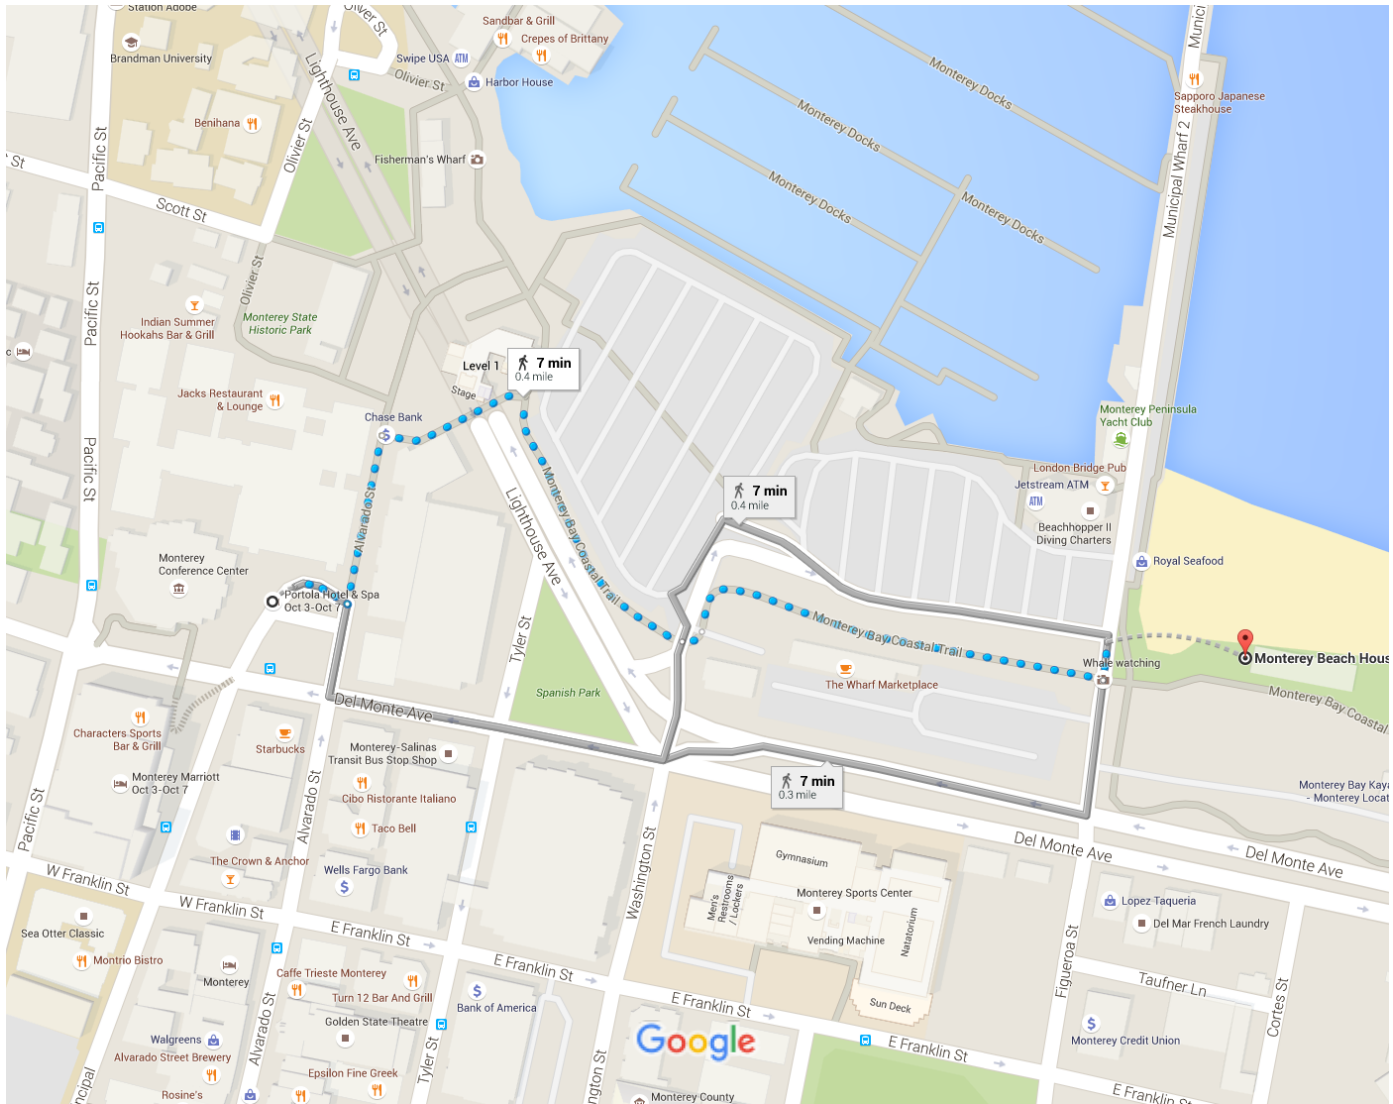 Station Adobe
Brandman University
Olivier St
Lighthouse Ave
Olivier St
Sandbar & Grill
Crepes of Brittany
Swipe USA
ATM
Harbor House
Monterey Docks
Monterey Docks
Monterey Docks
Monterey Docks
Municipal Wharf 2
Sapporo Japanese
Steakhouse
Benihana
Pacific St
Olivier St
Fisherman's Wharf
Scott St
Olivier St
Pacific St
Indian Summer
Hookahs Bar & Grill
Monterey State
Historic Park
Level 1
Stage
7 min
0.4 mile
Jacks Restaurant
& Lounge
Chase Bank
Monterey Peninsula
Yacht Club
Pacific St
London Bridge Pub
Jetstream ATM
ATM
Beachhopper II
Diving Charters
7 min
0.4 mile
Alvarado St
Lighthouse Ave
Monterey Bay Coastal Trail
Royal Seafood
Monterey
Conference Center
Portola Hotel & Spa
Oct 3-Oct 7
Tyler St
Monterey Bay Coastal Trail
Whale watching
Monterey Beach Hous
The Wharf Marketplace
Spanish Park
Monterey Bay Coastal
Del Monte Ave
Characters Sports
Bar & Grill
Starbucks
Monterey-Salinas
Transit Bus Stop Shop
7 min
0.3 mile
Monterey Marriott
Oct 3-Oct 7
Cibo Ristorante Italiano
Monterey Bay Kaya
- Monterey Locat
Pacific St
Alvarado St
Taco Bell
Del Monte Ave
Del Monte Ave
The Crown & Anchor
Wells Fargo Bank
Washington St
Gymnasium
Men's
Restrooms
/ Lockers
Monterey Sports Center
Vending Machine
Natatorium
Sun Deck
W Franklin St
W Franklin St
E Franklin St
E Franklin St
E Franklin St
E Franklin St
E Franklin St
Lopez Taqueria
Del Mar French Laundry
Figueroa St
Taufner Ln
Cortes St
Sea Otter Classic
Montrio Bistro
Monterey
Caffe Trieste Monterey
Turn 12 Bar And Grill
Bank of America
Golden State Theatre
Alvarado St
Tyler St
Walgreens
Alvarado Street Brewery
Rosine's
Epsilon Fine Greek
Google
Monterey County
Monterey Credit Union